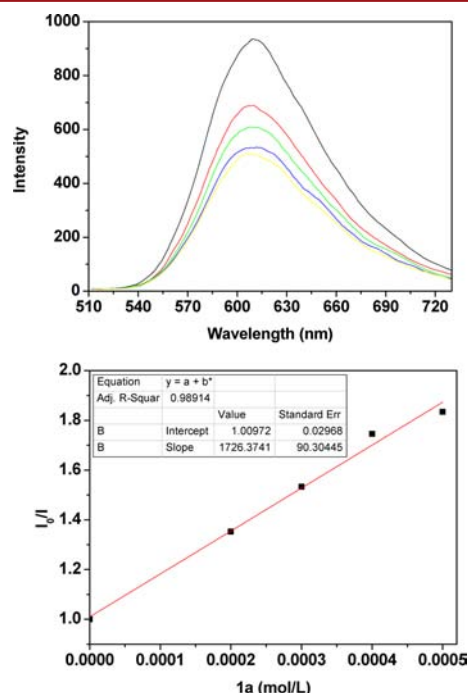 1000
800
600
400
200
0
Intensity
510 540 570 600 630 660 690 720
Wavelength (nm)
2.0
1.8
1.6
1.4
1.2
1.0
I0/I
Equation y = a + b*
Adj. R-Squar 0.98914
Value Standard Err
B Intercept 1.00972 0.02968
B Slope 1726.3741 90.30445
0.0000 0.0001 0.0002 0.0003 0.0004 0.0005
1a (mol/L)